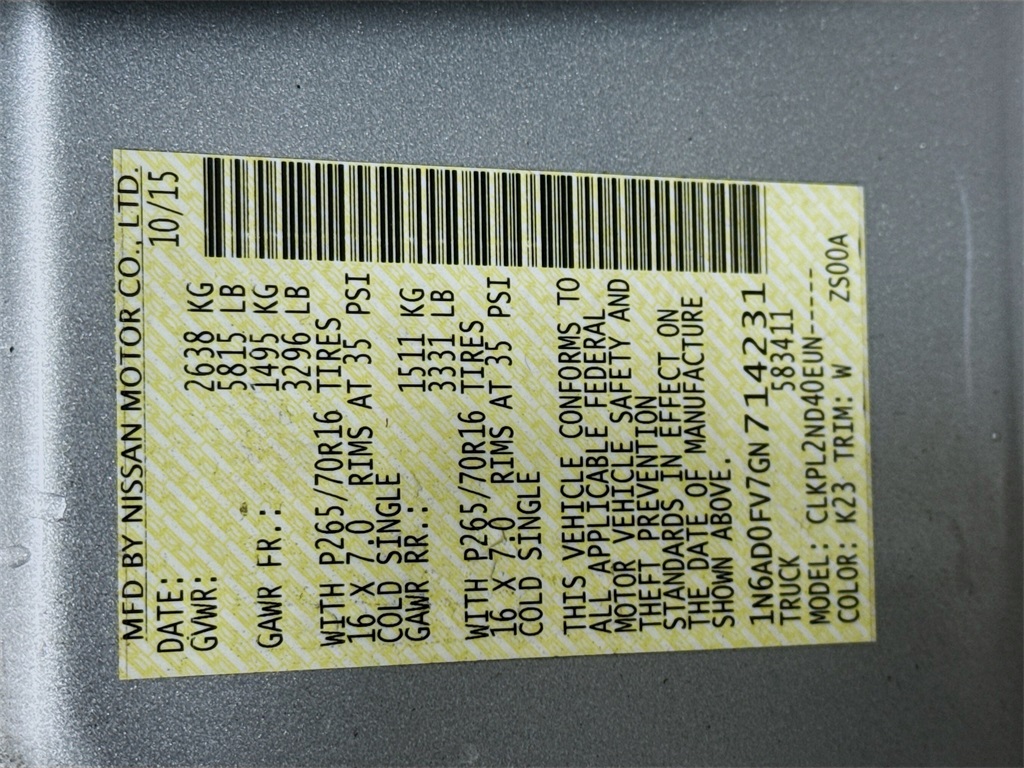 MFD BY NISSAN MOTOR CO., LTD.
DATE: 10/15
GVWR: 2638 KG
5815 LB
GAWR FR.: 1495 KG
3296 LB
WITH P265/70R16 TIRES
16 X 7.0 RIMS AT 35 PSI
COLD SINGLE
GAWR RR.: 1511 KG
3331 LB
WITH P265/70R16 TIRES
16 X 7.0 RIMS AT 35 PSI
COLD SINGLE
THIS VEHICLE CONFORMS TO
ALL APPLICABLE FEDERAL
MOTOR VEHICLE SAFETY AND
THEFT PREVENTION
STANDARDS IN EFFECT ON
THE DATE OF MANUFACTURE
SHOWN ABOVE.
1N6AD0FV7GN714231
TRUCK 583411
MODEL: CLKPL2ND40EUN-----
COLOR: K23 TRIM: W ZS00A